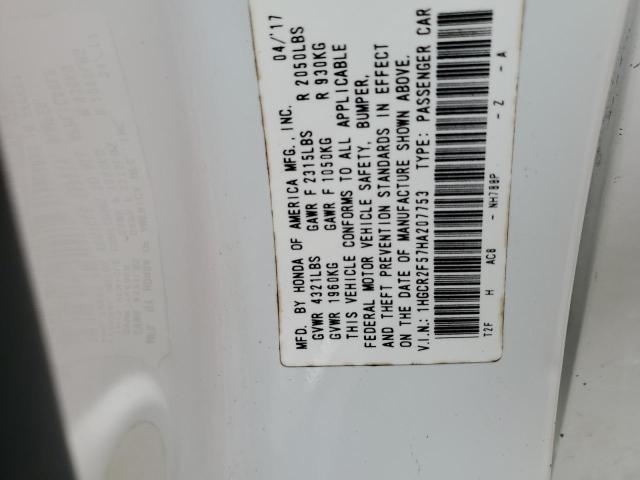 MFD. BY HONDA OF AMERICA MFG., INC. 04/'17
GVWR 4321LBS GAWR F 2315LBS R 2050LBS
GVWR 1960KG GAWR F 1050KG R 930KG
THIS VEHICLE CONFORMS TO ALL APPLICABLE
FEDERAL MOTOR VEHICLE SAFETY, BUMPER,
AND THEFT PREVENTION STANDARDS IN EFFECT
ON THE DATE OF MANUFACTURE SHOWN ABOVE.
V.I.N.: 1HGCR2F57HA207753 TYPE: PASSENGER CAR
T2F H AC8 - NH788P - Z - A